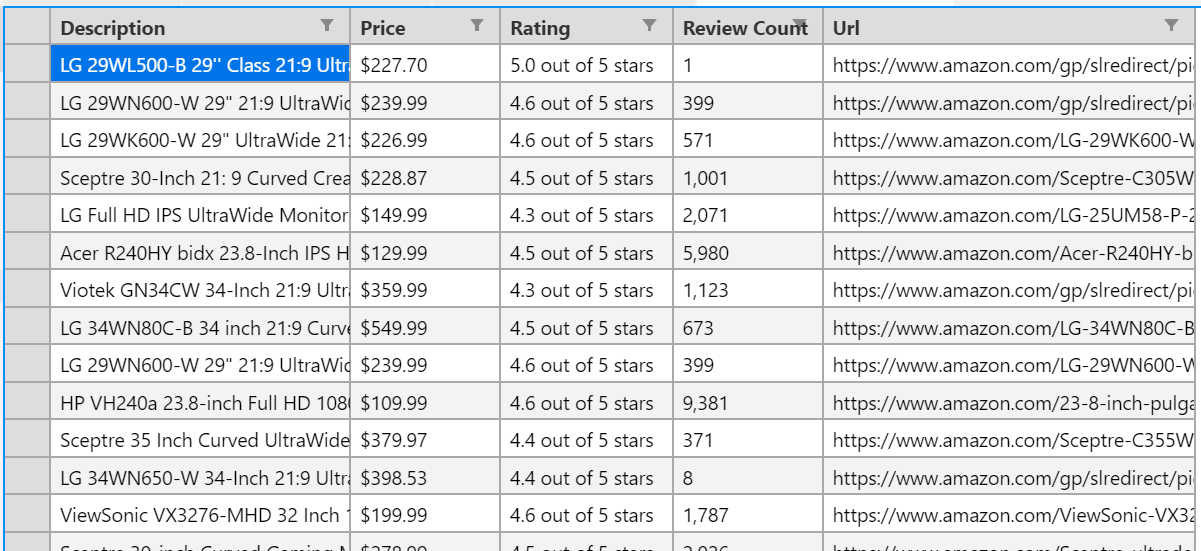 Description Price Rating Review Count Url
LG 29WL500-B 29'' Class 21:9 Ultr $227.70 5.0 out of 5 stars 1 https://www.amazon.com/gp/slredirect/pi
LG 29WN600-W 29" 21:9 UltraWid $239.99 4.6 out of 5 stars 399 https://www.amazon.com/gp/slredirect/pi
LG 29WK600-W 29" UltraWide 21: $226.99 4.6 out of 5 stars 571 https://www.amazon.com/LG-29WK600-W
Sceptre 30-Inch 21: 9 Curved Crea $228.87 4.5 out of 5 stars 1,001 https://www.amazon.com/Sceptre-C305W
LG Full HD IPS UltraWide Monitor $149.99 4.3 out of 5 stars 2,071 https://www.amazon.com/LG-25UM58-P-2
Acer R240HY bidx 23.8-Inch IPS H $129.99 4.5 out of 5 stars 5,980 https://www.amazon.com/Acer-R240HY-b
Viotek GN34CW 34-Inch 21:9 Ultr $359.99 4.3 out of 5 stars 1,123 https://www.amazon.com/gp/slredirect/pi
LG 34WN80C-B 34 inch 21:9 Curve $549.99 4.5 out of 5 stars 673 https://www.amazon.com/LG-34WN80C-B
LG 29WN600-W 29" 21:9 UltraWid $239.99 4.6 out of 5 stars 399 https://www.amazon.com/LG-29WN600-W
HP VH240a 23.8-inch Full HD 108 $109.99 4.6 out of 5 stars 9,381 https://www.amazon.com/23-8-inch-pulga
Sceptre 35 Inch Curved UltraWide $379.97 4.4 out of 5 stars 371 https://www.amazon.com/Sceptre-C355W
LG 34WN650-W 34-Inch 21:9 Ultr $398.53 4.4 out of 5 stars 8 https://www.amazon.com/gp/slredirect/pi
ViewSonic VX3276-MHD 32 Inch 1 $199.99 4.6 out of 5 stars 1,787 https://www.amazon.com/ViewSonic-VX32